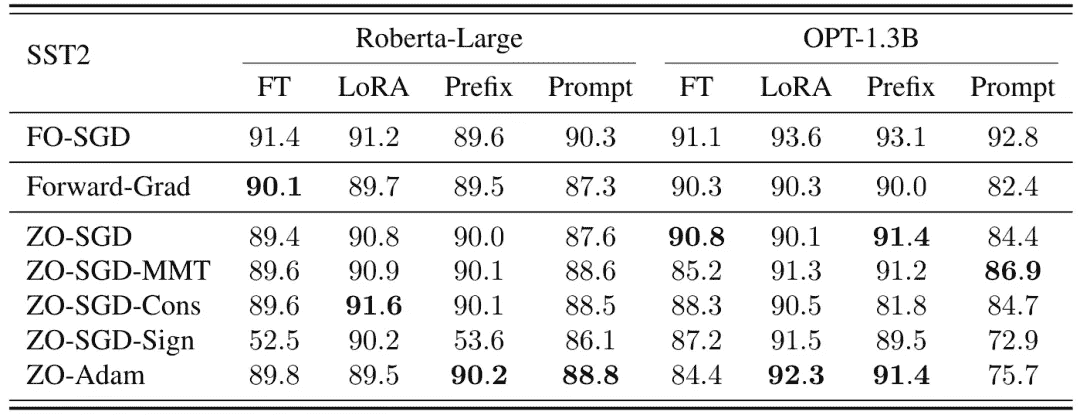 SST2 Roberta-Large OPT-1.3B
FT LoRA Prefix Prompt FT LoRA Prefix Prompt
FO-SGD 91.4 91.2 89.6 90.3 91.1 93.6 93.1 92.8
Forward-Grad 90.1 89.7 89.5 87.3 90.3 90.3 90.0 82.4
ZO-SGD 89.4 90.8 90.0 87.6 90.8 90.1 91.4 84.4
ZO-SGD-MMT 89.6 90.9 90.1 88.6 85.2 91.3 91.2 86.9
ZO-SGD-Cons 89.6 91.6 90.1 88.5 88.3 90.5 81.8 84.7
ZO-SGD-Sign 52.5 90.2 53.6 86.1 87.2 91.5 89.5 72.9
ZO-Adam 89.8 89.5 90.2 88.8 84.4 92.3 91.4 75.7